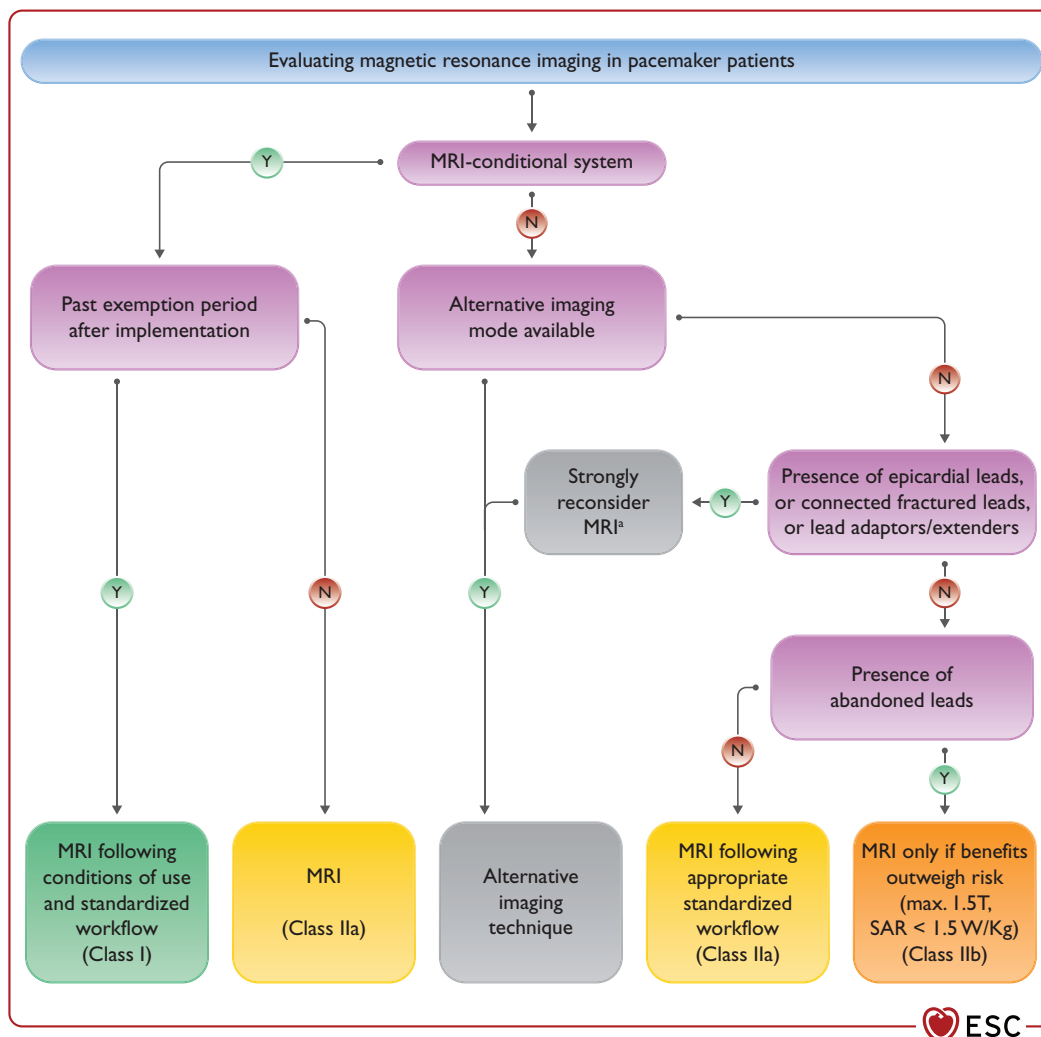 Evaluating magnetic resonance imaging in pacemaker patients
Y
MRI-conditional system
N
Past exemption period
after implementation
Alternative imaging
mode available
N
Strongly
reconsider
MRIᵃ
Y
Presence of epicardial leads,
or connected fractured leads,
or lead adaptors/extenders
Y
N
Y
N
Presence of
abandoned leads
N
Y
MRI following
conditions of use
and standardized
workflow
(Class I)
MRI
(Class IIa)
Alternative
imaging
technique
MRI following
appropriate
standardized
workflow
(Class IIa)
MRI only if benefits
outweigh risk
(max. 1.5T,
SAR < 1.5 W/Kg)
(Class IIb)
ESC